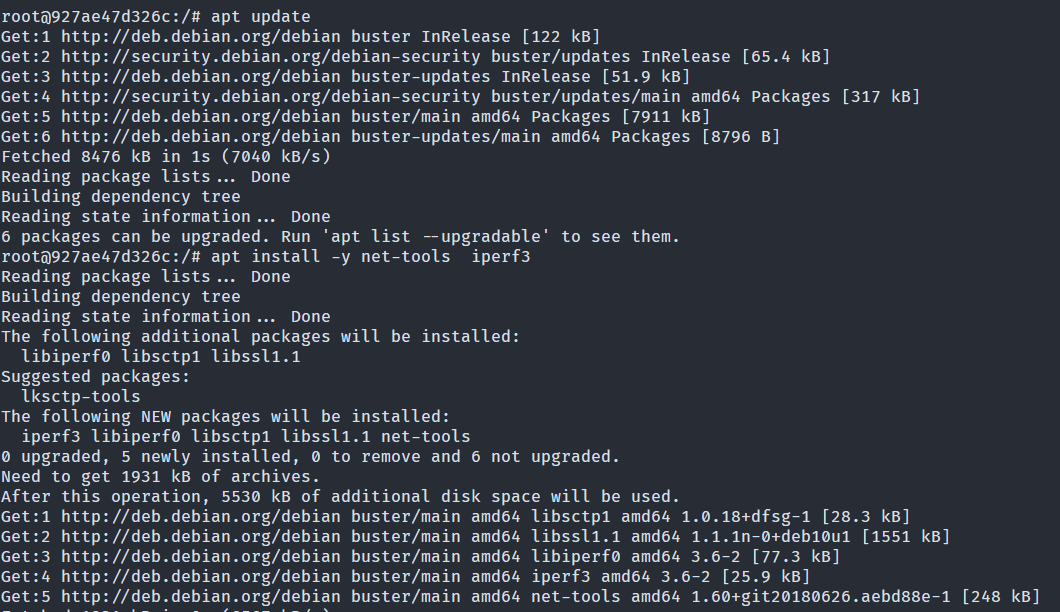 root@927ae47d326c:/# apt update
Get:1 http://deb.debian.org/debian buster InRelease [122 kB]
Get:2 http://security.debian.org/debian-security buster/updates InRelease [65.4 kB]
Get:3 http://deb.debian.org/debian buster-updates InRelease [51.9 kB]
Get:4 http://security.debian.org/debian-security buster/updates/main amd64 Packages [317 kB]
Get:5 http://deb.debian.org/debian buster/main amd64 Packages [7911 kB]
Get:6 http://deb.debian.org/debian buster-updates/main amd64 Packages [8796 B]
Fetched 8476 kB in 1s (7040 kB/s)
Reading package lists... Done
Building dependency tree
Reading state information... Done
6 packages can be upgraded. Run 'apt list --upgradable' to see them.
root@927ae47d326c:/# apt install -y net-tools  iperf3
Reading package lists... Done
Building dependency tree
Reading state information... Done
The following additional packages will be installed:
  libiperf0 libsctp1 libssl1.1
Suggested packages:
  lksctp-tools
The following NEW packages will be installed:
  iperf3 libiperf0 libsctp1 libssl1.1 net-tools
0 upgraded, 5 newly installed, 0 to remove and 6 not upgraded.
Need to get 1931 kB of archives.
After this operation, 5530 kB of additional disk space will be used.
Get:1 http://deb.debian.org/debian buster/main amd64 libsctp1 amd64 1.0.18+dfsg-1 [28.3 kB]
Get:2 http://deb.debian.org/debian buster/main amd64 libssl1.1 amd64 1.1.1n-0+deb10u1 [1551 kB]
Get:3 http://deb.debian.org/debian buster/main amd64 libiperf0 amd64 3.6-2 [77.3 kB]
Get:4 http://deb.debian.org/debian buster/main amd64 iperf3 amd64 3.6-2 [25.9 kB]
Get:5 http://deb.debian.org/debian buster/main amd64 net-tools amd64 1.60+git20180626.aebd88e-1 [248 kB]